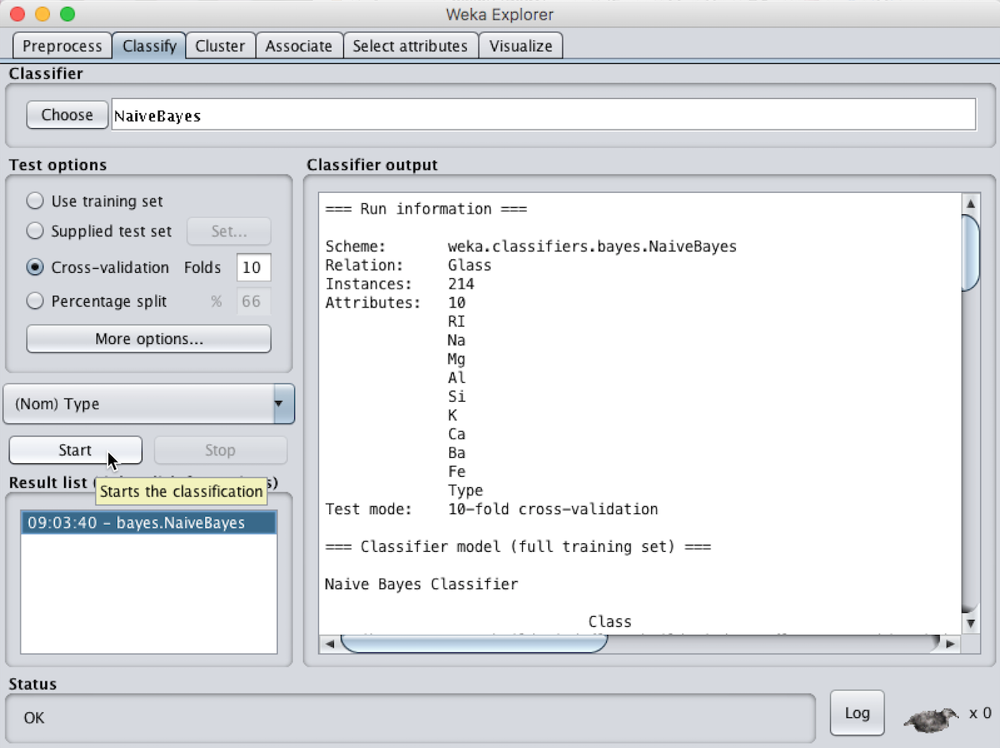 Weka Explorer
Preprocess Classify Cluster Associate Select attributes Visualize
Classifier
Choose NaiveBayes
Test options
Use training set
Supplied test set Set...
Cross-validation Folds 10
Percentage split % 66
More options...
(Nom) Type
Start Stop
Result list (
s)
Starts the classification
09:03:40 - bayes.NaiveBayes
Classifier output
=== Run information ===
Scheme: weka.classifiers.bayes.NaiveBayes
Relation: Glass
Instances: 214
Attributes: 10
RI
Na
Mg
Al
Si
K
Ca
Ba
Fe
Type
Test mode: 10-fold cross-validation
=== Classifier model (full training set) ===
Naive Bayes Classifier
Class
Status
OK
Log
x 0